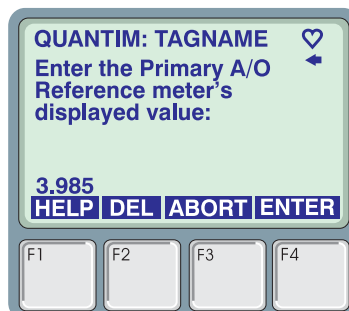 QUANTIM: TAGNAME
Enter the Primary A/O
Reference meter's
displayed value:
3.985
HELP DEL ABORT ENTER
F1 F2 F3 F4